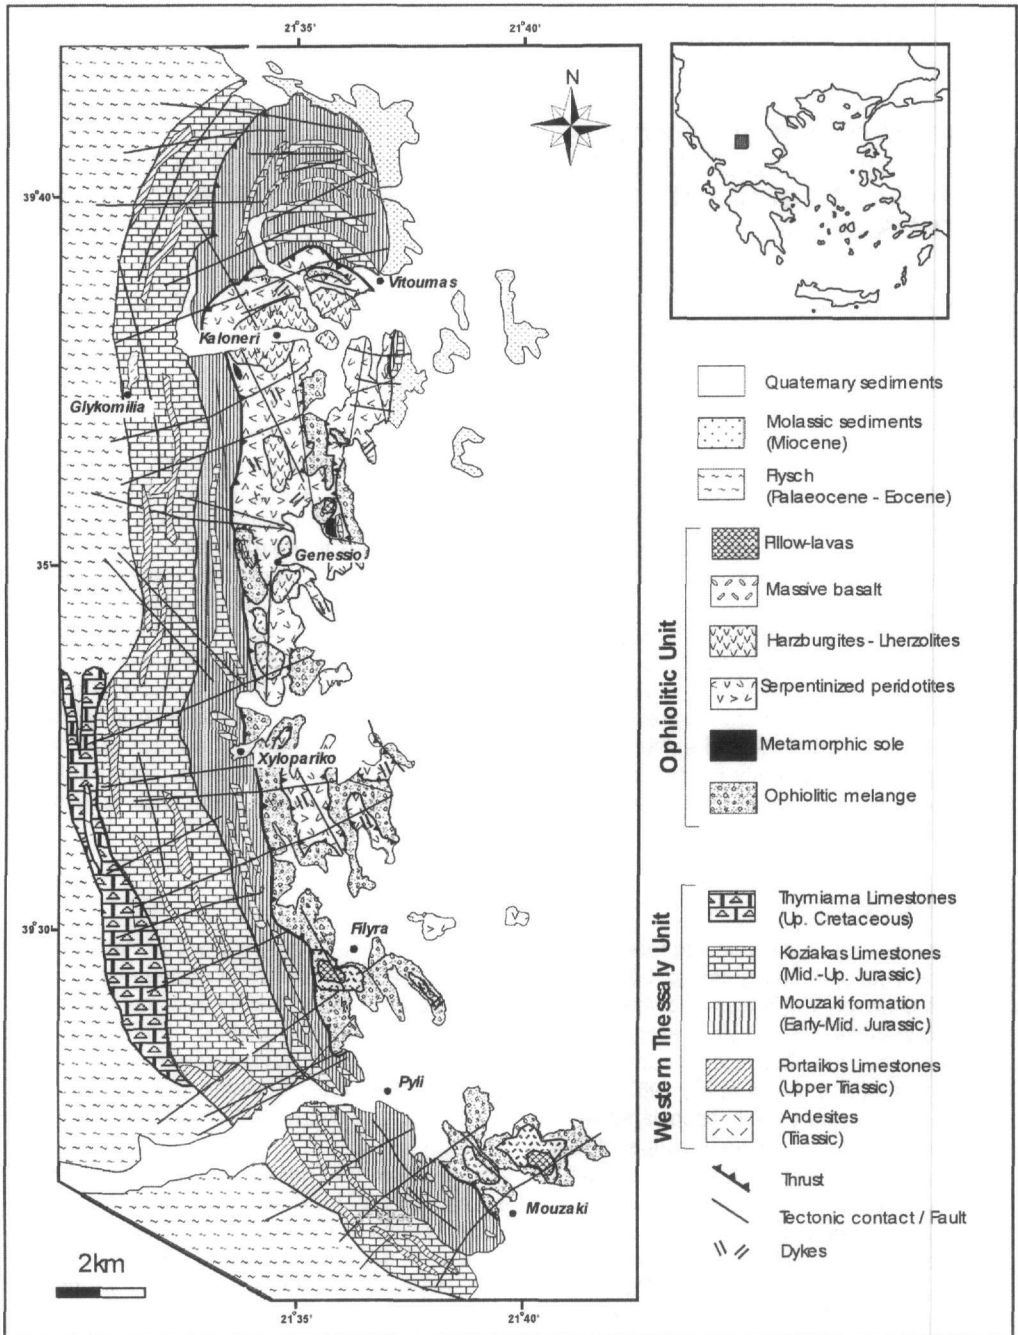 21°35'
21°40'
N
39°40'
Vitoumas
Kaloneri
Glykomilia
Genessio
35
Xylopariko
39°30'
Filyra
Pyli
Mouzaki
2km
21°35'
21°40'
Quaternary sediments
Molassic sediments
(Miocene)
Flysch
(Palaeocene - Eocene)
Ophiolitic Unit
Pillow-lavas
Massive basalt
Harzburgites - Lherzolites
Serpentinized peridotites
Metamorphic sole
Ophiolitic melange
Western Thessaly Unit
Thymiama Limestones
(Up. Cretaceous)
Koziakas Limestones
(Mid.-Up. Jurassic)
Mouzaki formation
(Early-Mid. Jurassic)
Portaikos Limestones
(Upper Triassic)
Andesites
(Triassic)
Thrust
Tectonic contact / Fault
Dykes